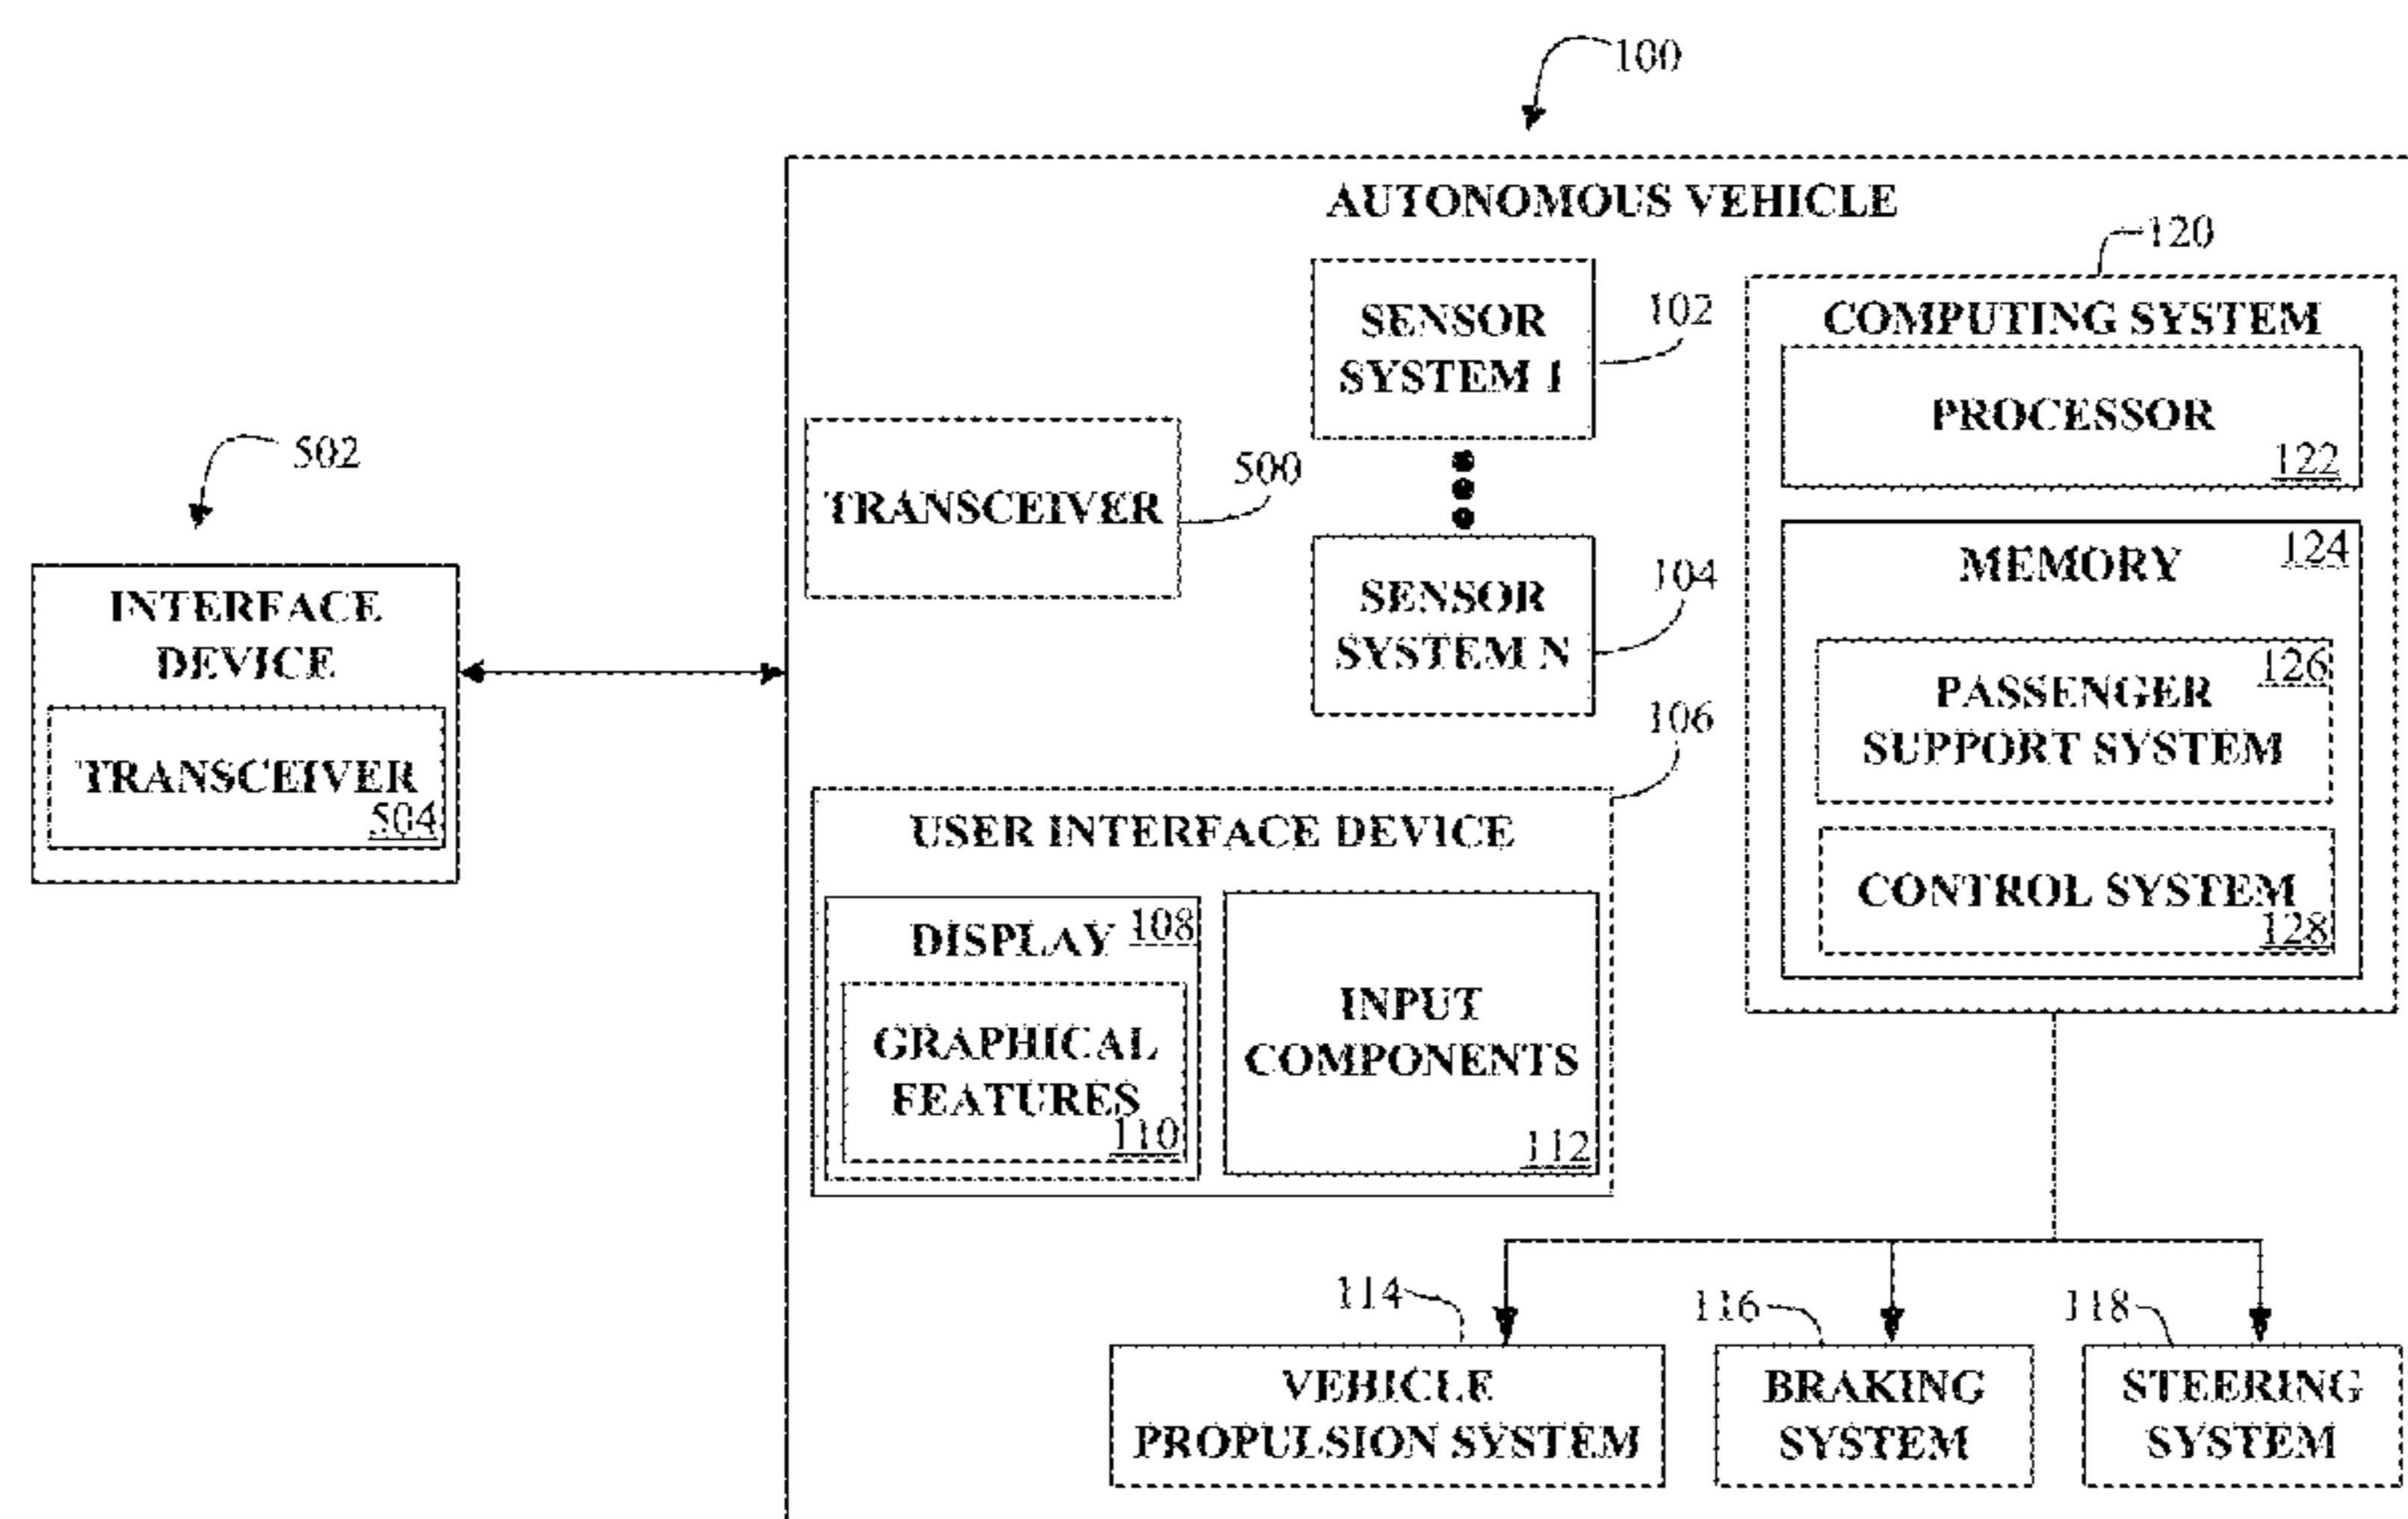 100
AUTONOMOUS VEHICLE
120
SENSOR
SYSTEM 1
102
COMPUTING SYSTEM
PROCESSOR
122
502
TRANSCEIVER
500
SENSOR
SYSTEM N
104
MEMORY
124
INTERFACE
DEVICE
TRANSCEIVER
504
PASSENGER
SUPPORT SYSTEM
126
CONTROL SYSTEM
128
106
USER INTERFACE DEVICE
DISPLAY
108
GRAPHICAL
FEATURES
110
INPUT
COMPONENTS
112
114
VEHICLE
PROPULSION SYSTEM
116
BRAKING
SYSTEM
118
STEERING
SYSTEM